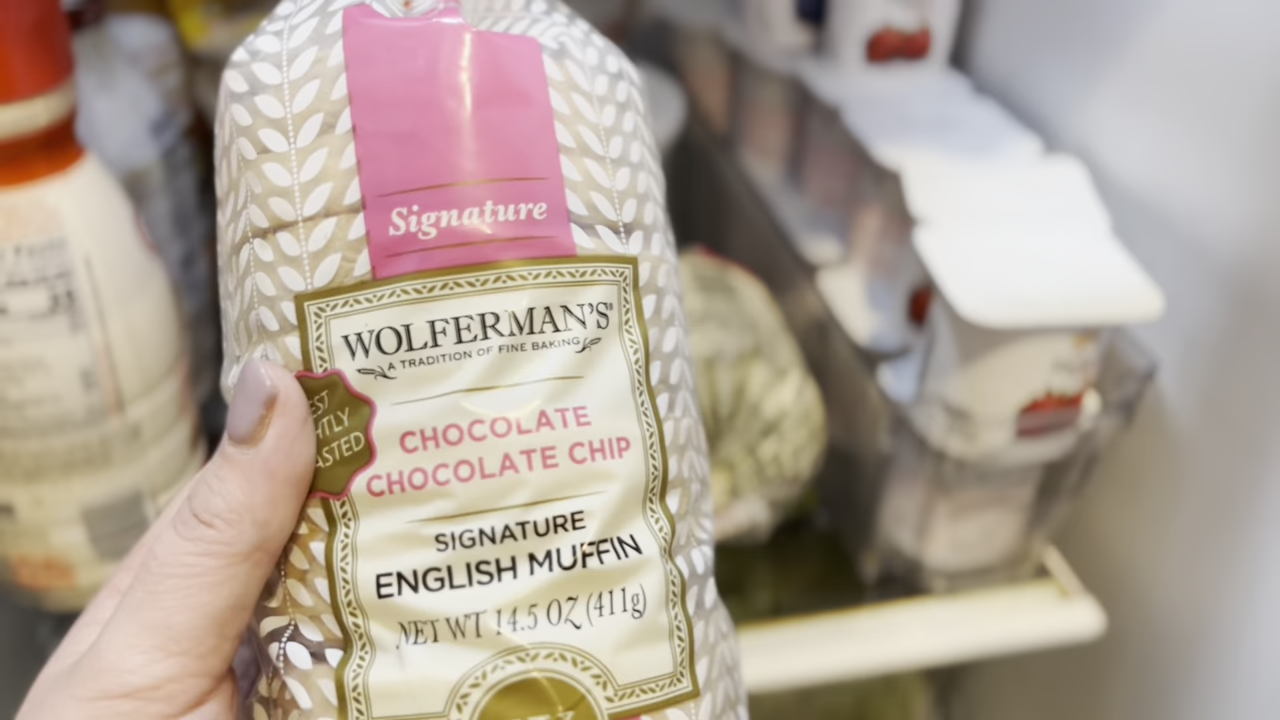 Signature
WOLFERMAN'S®
A TRADITION OF FINE BAKING
CHOCOLATE
CHOCOLATE CHIP
SIGNATURE
ENGLISH MUFFIN
NET WT 14.5 OZ (411g)